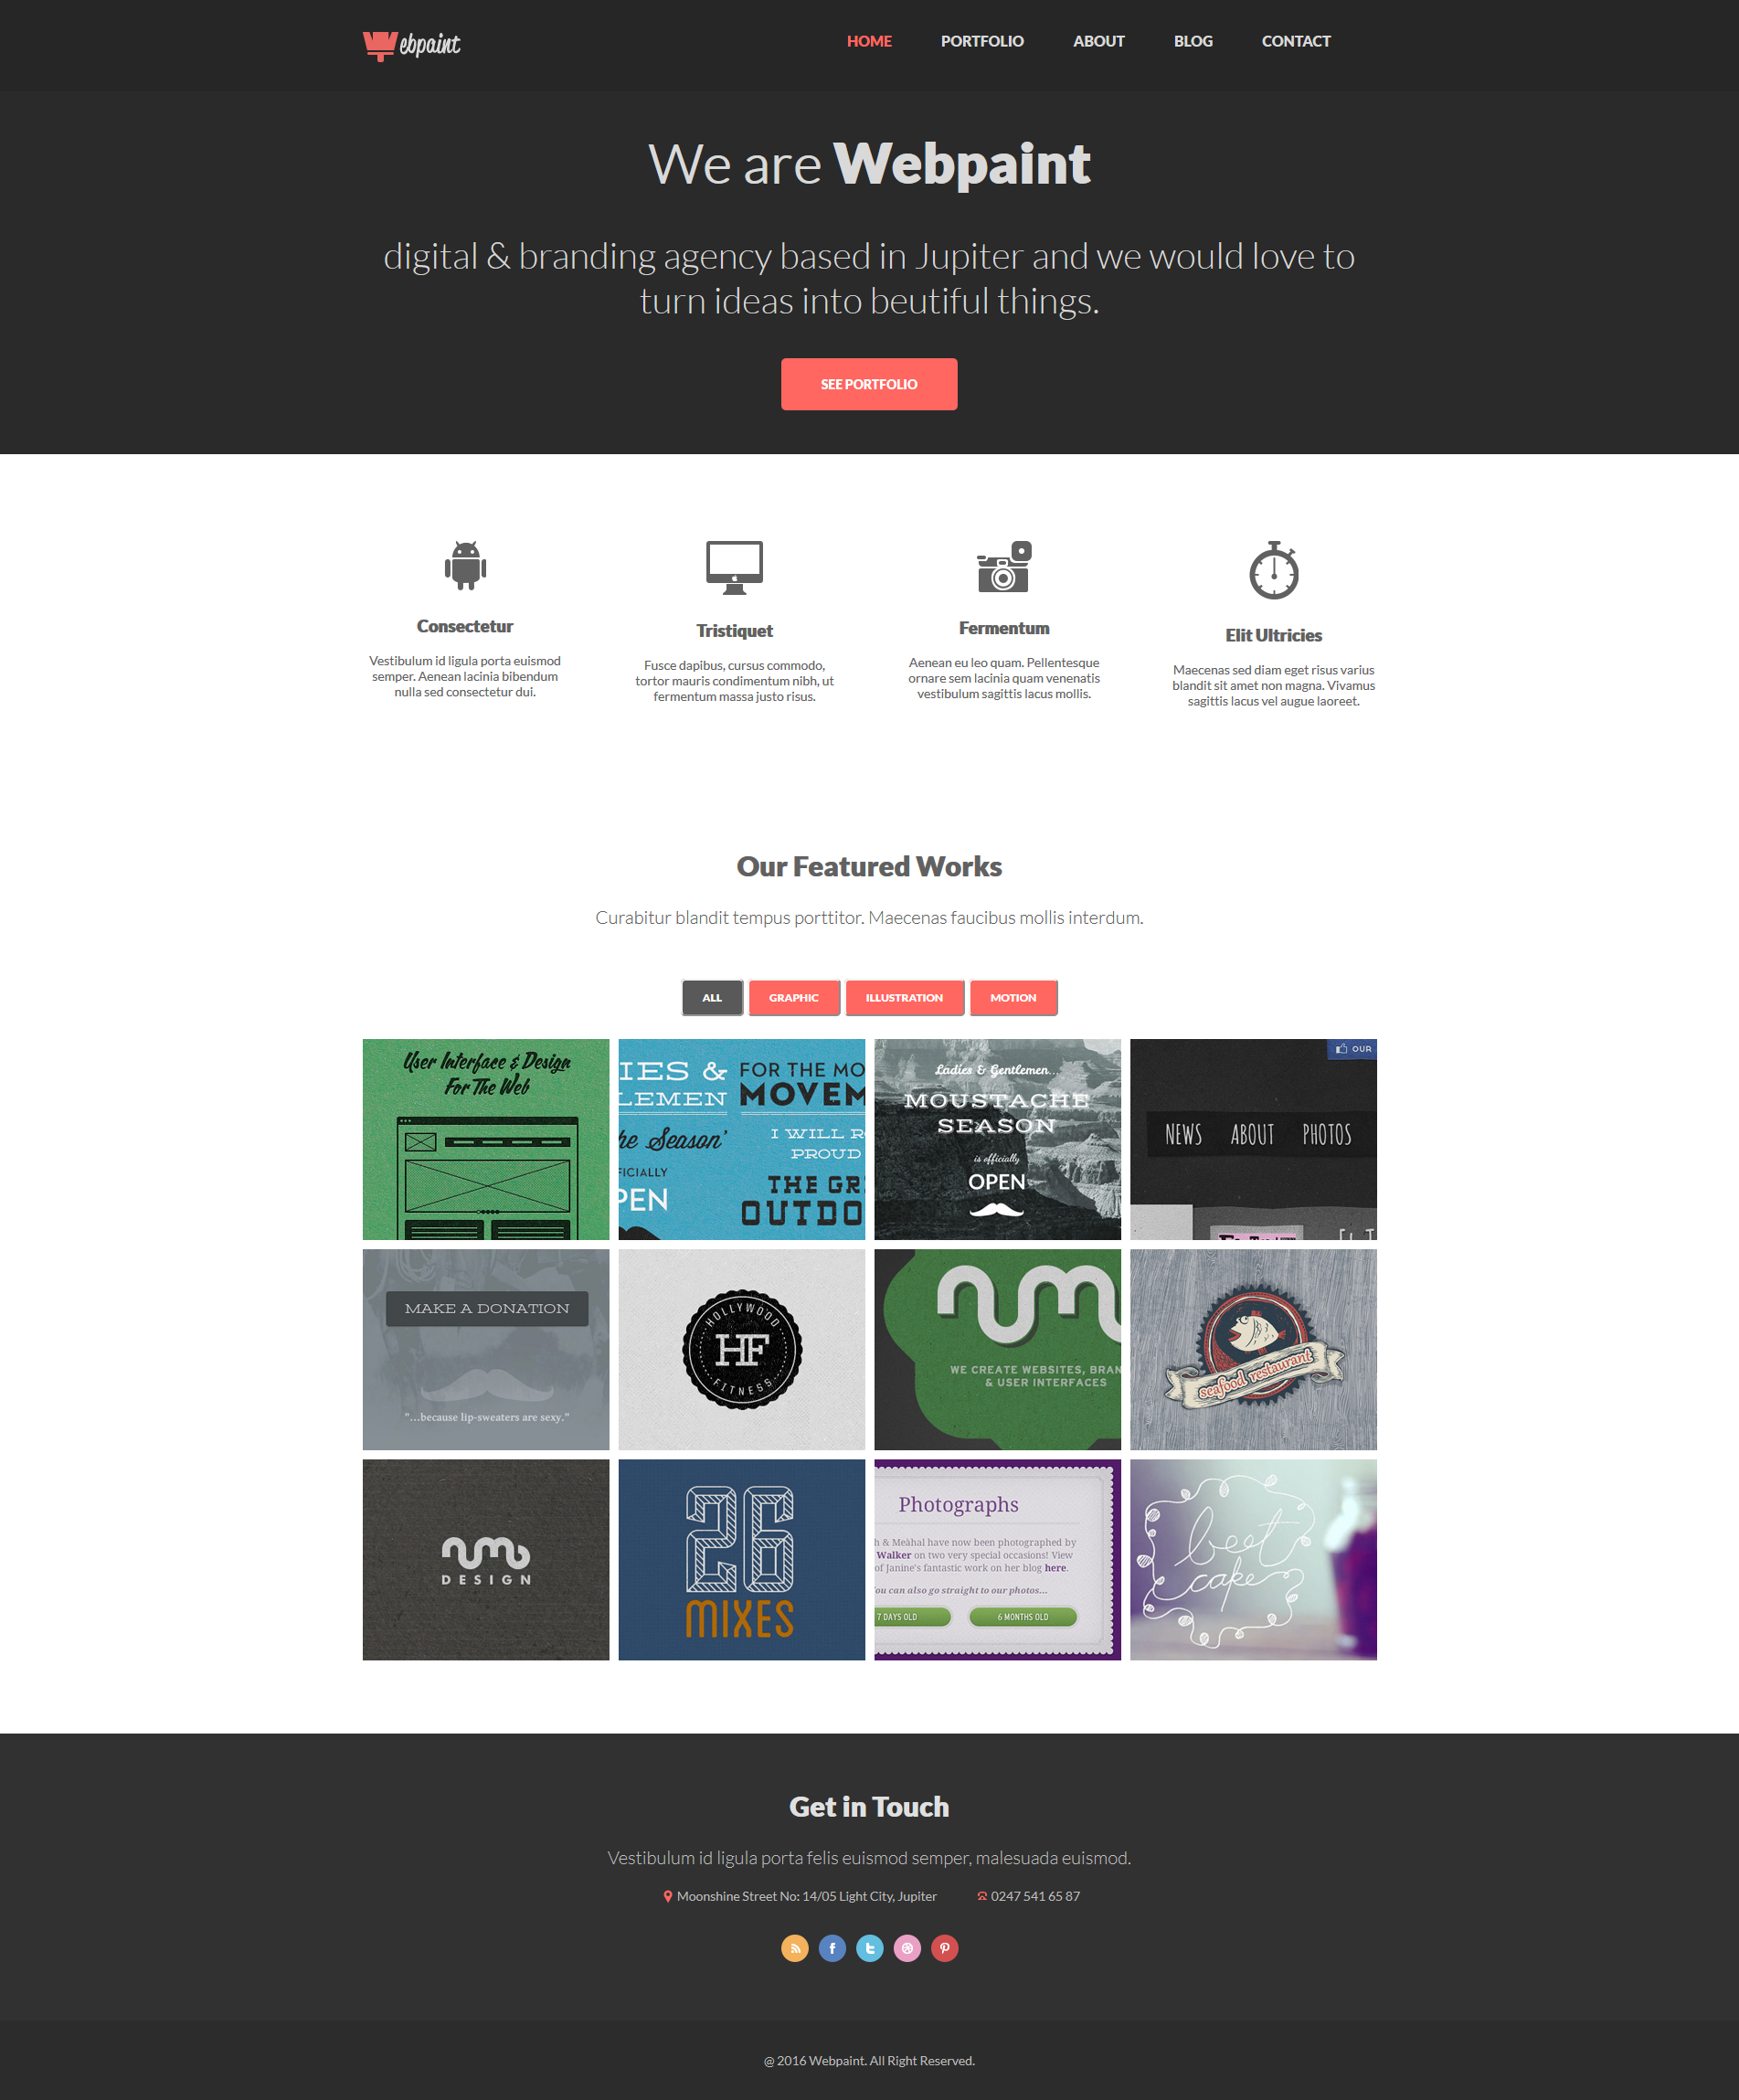 ebpaint
HOME PORTFOLIO ABOUT BLOG CONTACT
We are Webpaint
digital & branding agency based in Jupiter and we would love to
turn ideas into beutiful things.
SEE PORTFOLIO
Consectetur
Vestibulum id ligula porta euismod
semper. Aenean lacinia bibendum
nulla sed consectetur dui.
Tristiquet
Fusce dapibus, cursus commodo,
tortor mauris condimentum nibh, ut
fermentum massa justo risus.
Fermentum
Aenean eu leo quam. Pellentesque
ornare sem lacinia quam venenatis
vestibulum sagittis lacus mollis.
Elit Ultricies
Maecenas sed diam eget risus varius
blandit sit amet non magna. Vivamus
sagittis lacus vel augue laoreet.
Our Featured Works
Curabitur blandit tempus porttitor. Maecenas faucibus mollis interdum.
ALL GRAPHIC ILLUSTRATION MOTION
User Interface & Design
For The Web
IES &
LEMEN
he Season'
FICIALLY
PEN
FOR THE MO
MOVEM
I WILL R
PROUD
THE GR
OUTDO
Ladies & Gentlemen...
MOUSTACHE
SEASON
is officially
OPEN
OUR
NEWS ABOUT PHOTOS
MAKE A DONATION
"...because lip-sweaters are sexy."
HOLLYWOOD
HF
FITNESS
WE CREATE WEBSITES, BRAN
& USER INTERFACES
seafood restaurant
DESIGN
26
MIXES
Photographs
h & Meàhal have now been photographed by
Walker on two very special occasions! View
of Janine's fantastic work on her blog here.
You can also go straight to our photos...
7 DAYS OLD 6 MONTHS OLD
beet
cake
Get in Touch
Vestibulum id ligula porta felis euismod semper, malesuada euismod.
Moonshine Street No: 14/05 Light City, Jupiter 0247 541 65 87
@ 2016 Webpaint. All Right Reserved.